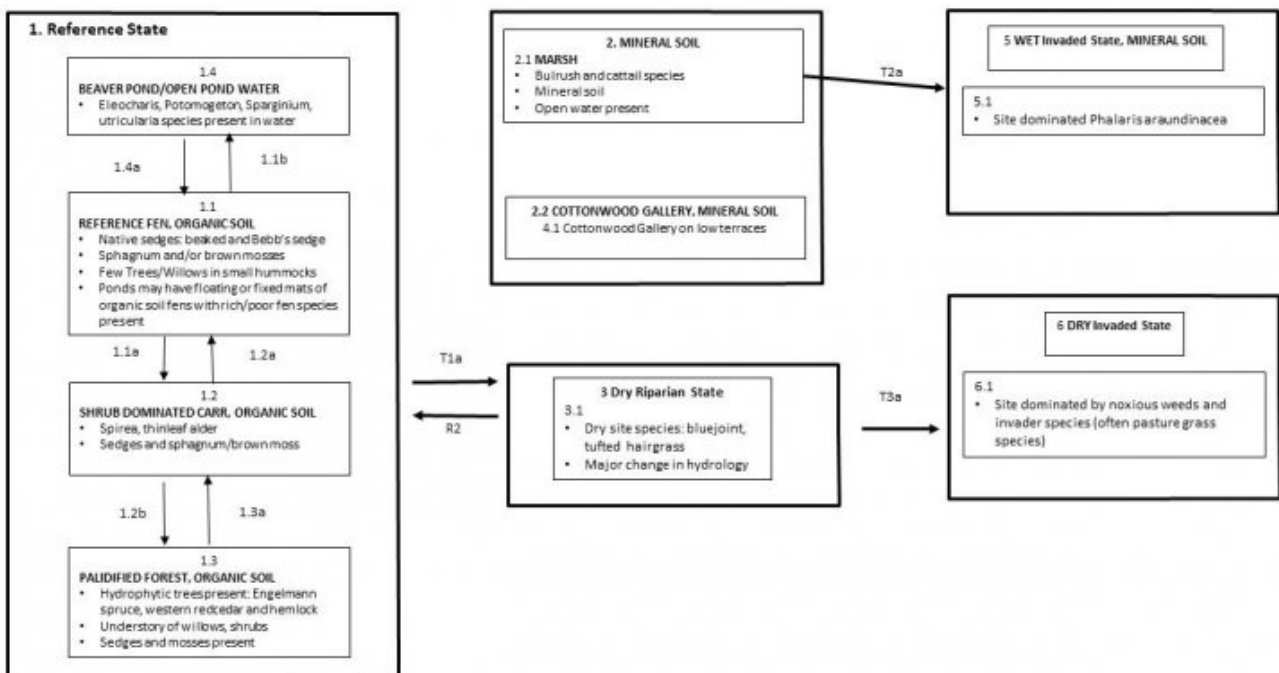 1. Reference State
1.4
BEAVER POND/OPEN POND WATER
• Eleocharis, Potomogeton, Sparginium,
utricularia species present in water
1.4a
1.1b
1.1
REFERENCE FEN, ORGANIC SOIL
• Native sedges: beaked and Bebb's sedge
• Sphagnum and/or brown mosses
• Few Trees/Willows in small hummocks
• Ponds may have floating or fixed mats of
organic soil fens with rich/poor fen species
present
1.1a
1.2a
1.2
SHRUB DOMINATED CARR, ORGANIC SOIL
• Spirea, thinleaf alder
• Sedges and sphagnum/brown moss
1.2b
1.3a
1.3
PALIDIFIED FOREST, ORGANIC SOIL
• Hydrophytic trees present: Engelmann
spruce, western redcedar and hemlock
• Understory of willows, shrubs
• Sedges and mosses present
2. MINERAL SOIL
2.1 MARSH
• Bulrush and cattail species
• Mineral soil
• Open water present
2.2 COTTONWOOD GALLERY, MINERAL SOIL
4.1 Cottonwood Gallery on low terraces
T2a
5 WET Invaded State, MINERAL SOIL
5.1
• Site dominated Phalaris araundinacea
T1a
R2
3 Dry Riparian State
3.1
• Dry site species: bluejoint,
tufted hairgrass
• Major change in hydrology
T3a
6 DRY Invaded State
6.1
• Site dominated by noxious weeds and
invader species (often pasture grass
species)